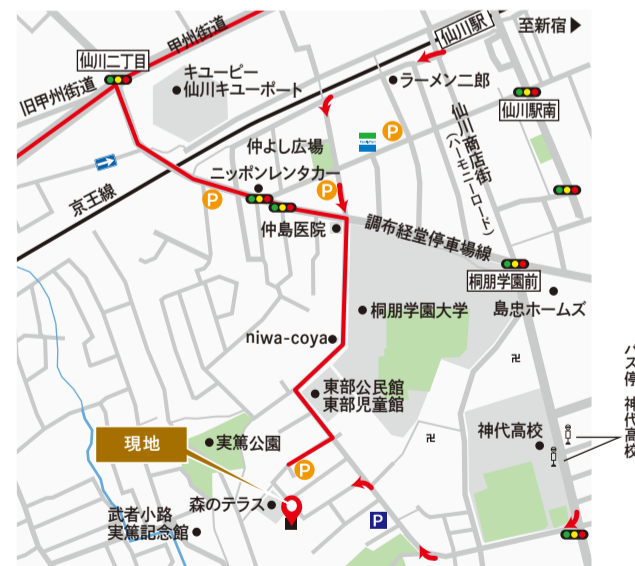 仙川駅
至新宿▶
甲州街道
仙川二丁目
旧甲州街道
キユーピー
仙川キユーポート
ラーメン二郎
仙川駅南
仙川商店街
(ハーモニーロード)
仲よし広場
P
ニッポンレンタカー
P
P
京王線
仲島医院
調布経堂停車場線
桐朋学園前
島忠ホームズ
桐朋学園大学
niwa-coya
東部公民館
東部児童館
バス停 神代高校
神代高校
現地
実篤公園
P
森のテラス
武者小路
実篤記念館
P